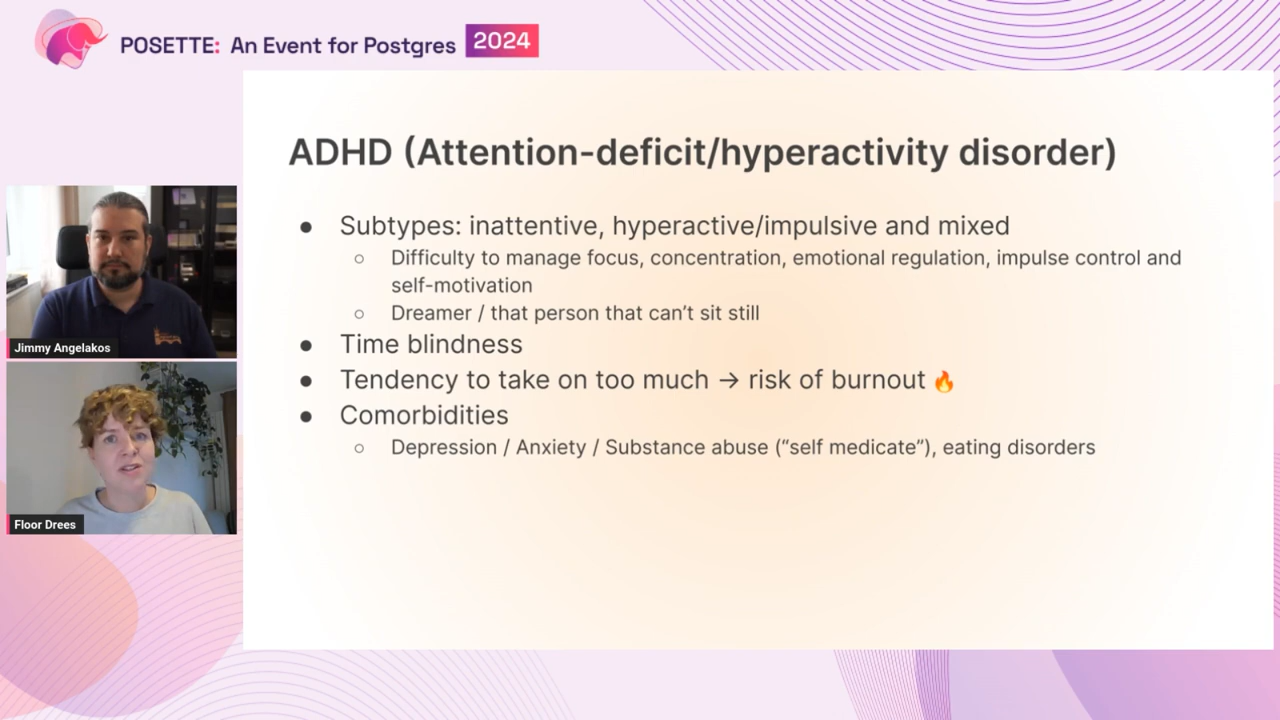 POSETTE: An Event for Postgres 2024
ADHD (Attention-deficit/hyperactivity disorder)
● Subtypes: inattentive, hyperactive/impulsive and mixed
○ Difficulty to manage focus, concentration, emotional regulation, impulse control and
self-motivation
○ Dreamer / that person that can’t sit still
● Time blindness
● Tendency to take on too much → risk of burnout 🔥
● Comorbidities
○ Depression / Anxiety / Substance abuse (“self medicate”), eating disorders
Jimmy Angelakos
Floor Drees